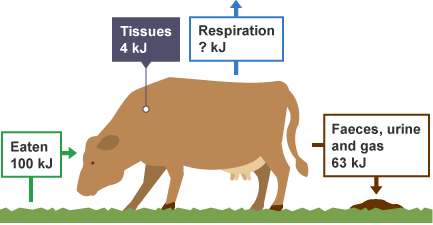 Tissues
4 kJ
Respiration
? kJ
Eaten
100 kJ
Faeces, urine
and gas
63 kJ